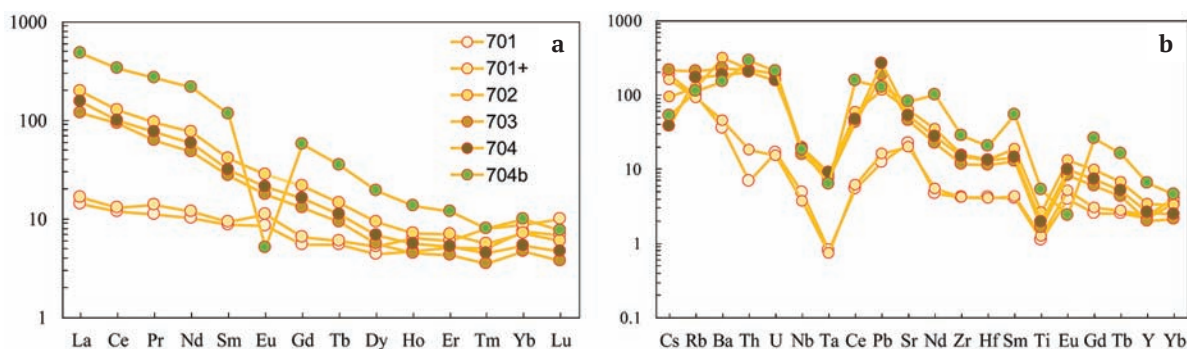 1000
100
10
1
701
701+
702
703
704
704b
a
La Ce Pr Nd Sm Eu Gd Tb Dy Ho Er Tm Yb Lu
1000
100
10
1
0.1
b
Cs Rb Ba Th U Nb Ta Ce Pb Sr Nd Zr Hf Sm Ti Eu Gd Tb Y Yb